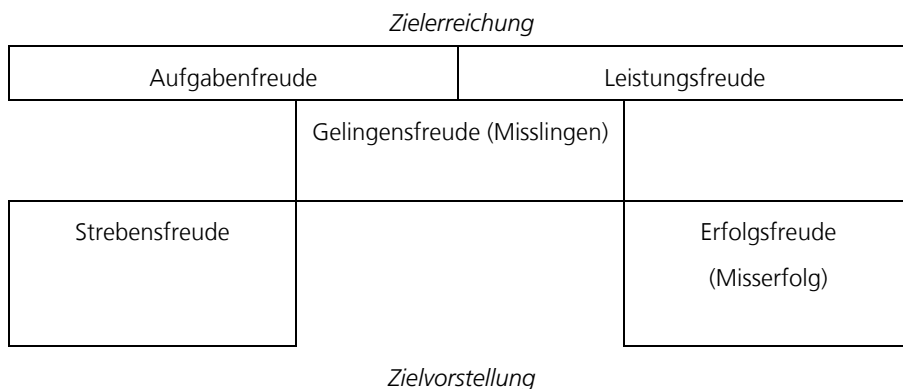 Zielerreichung
Aufgabenfreude
Leistungsfreude
Gelingensfreude (Misslingen)
Strebensfreude
Erfolgsfreude
(Misserfolg)
Zielvorstellung